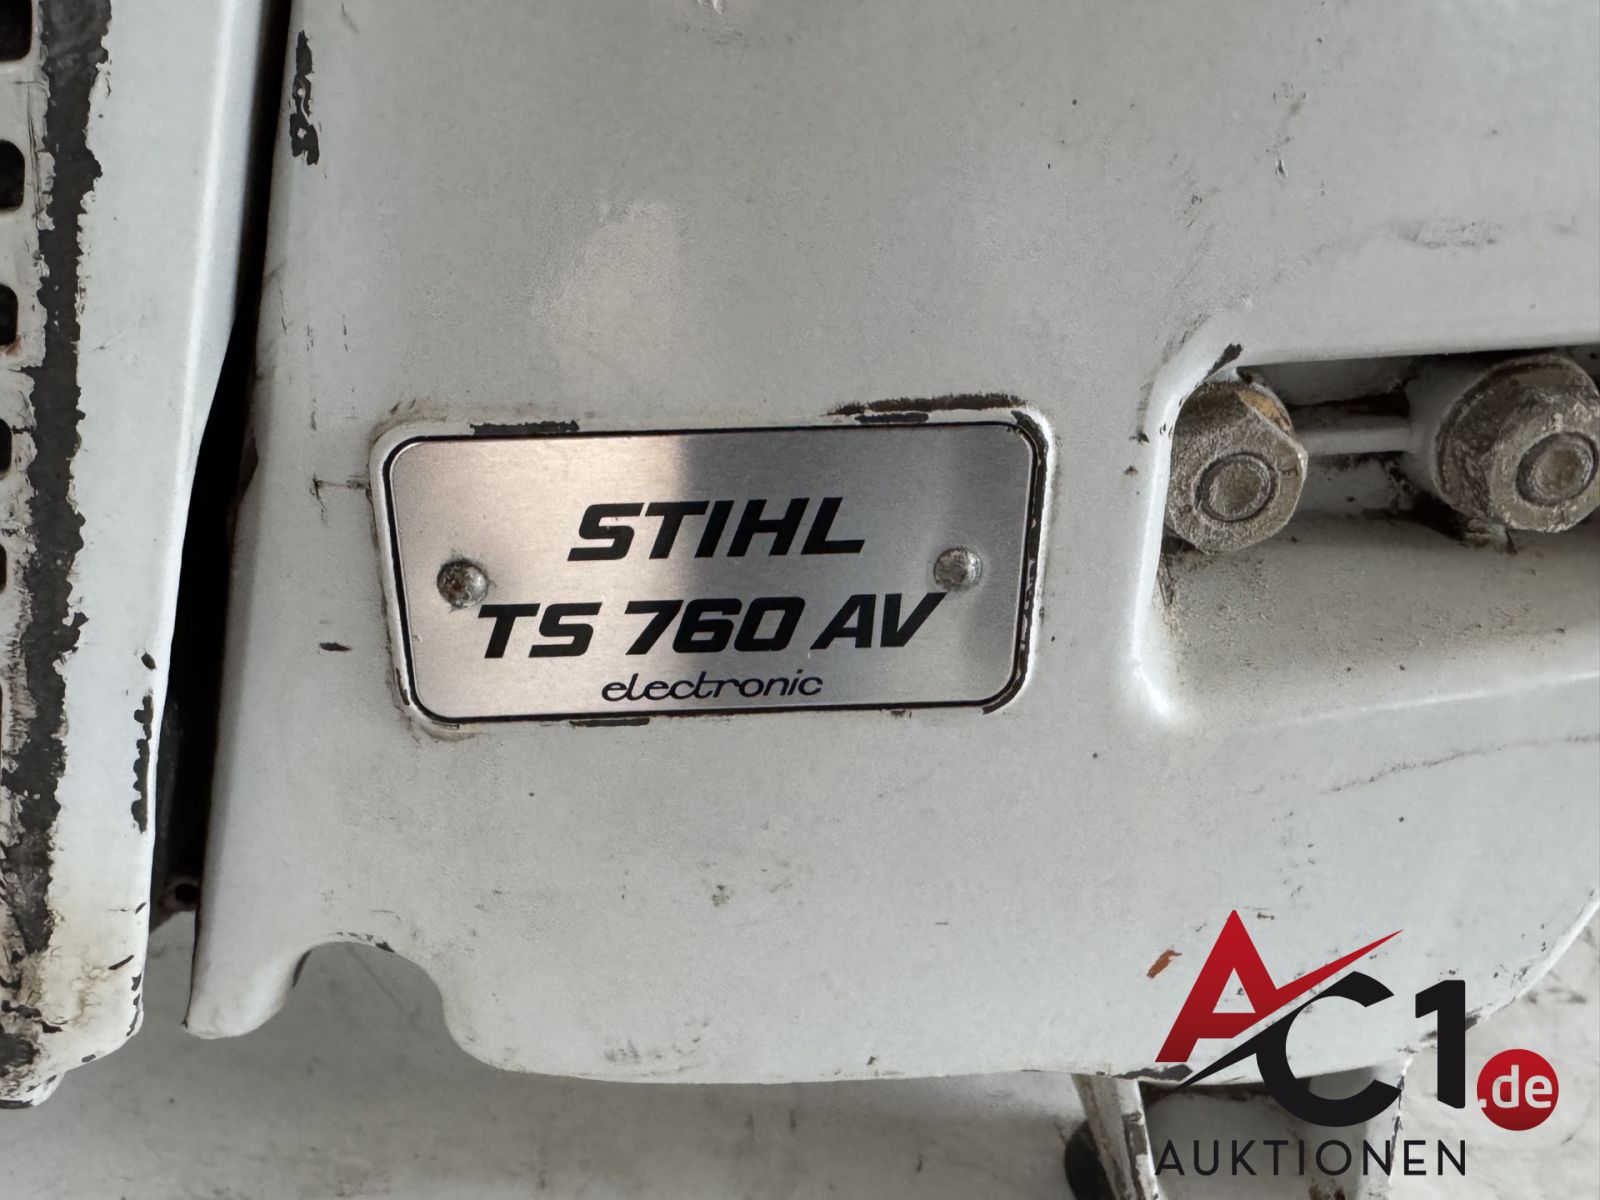 STIHL
TS 760 AV
electronic
AC1.de
AUKTIONEN